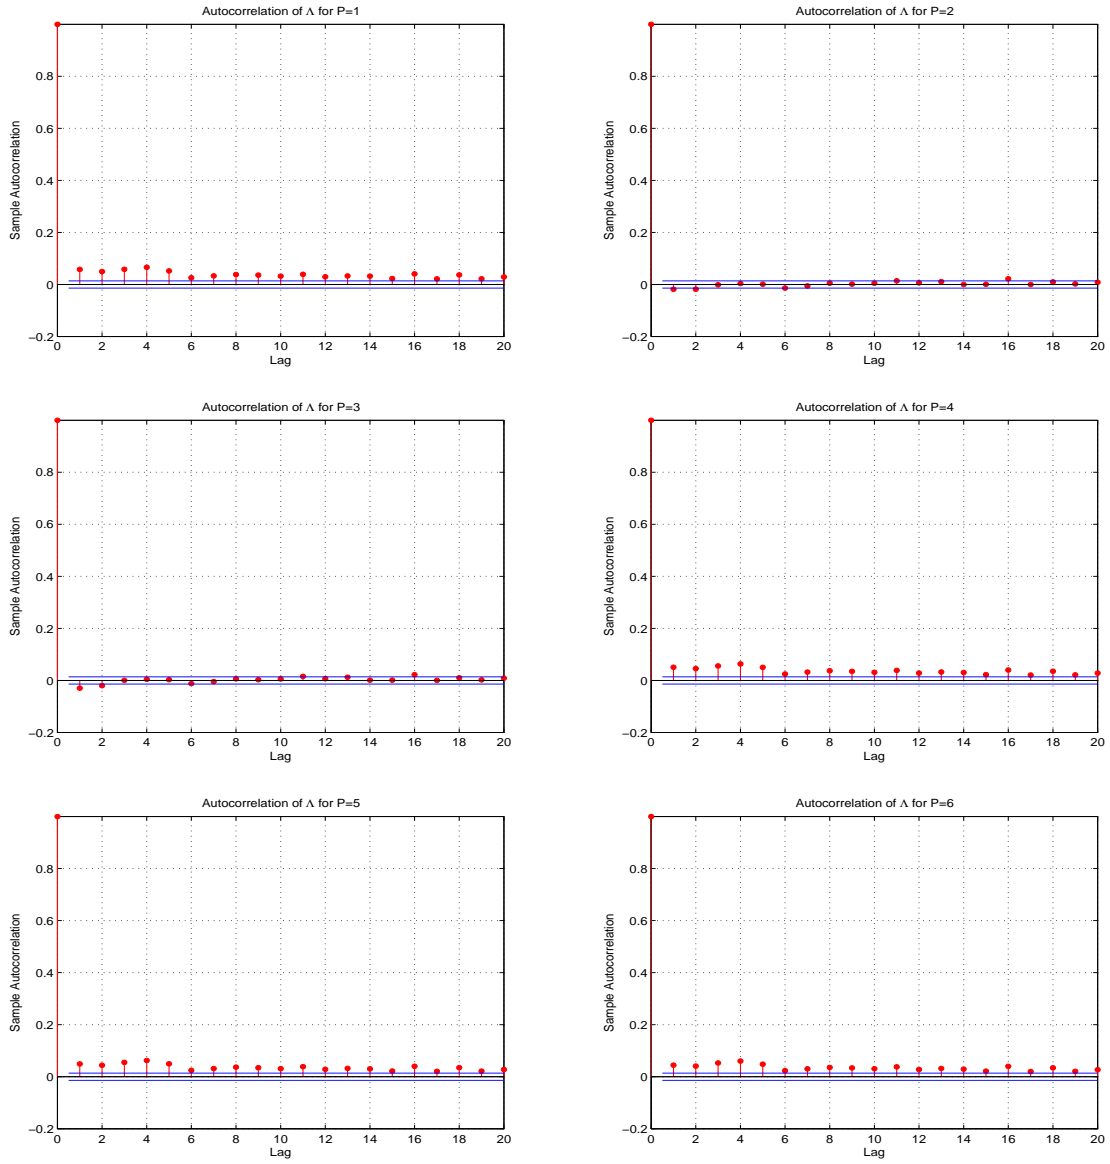 Autocorrelation of Λ for P=1
Sample Autocorrelation
0.8
0.6
0.4
0.2
0
−0.2
0 2 4 6 8 10 12 14 16 18 20
Lag
Autocorrelation of Λ for P=2
Sample Autocorrelation
0.8
0.6
0.4
0.2
0
−0.2
0 2 4 6 8 10 12 14 16 18 20
Lag
Autocorrelation of Λ for P=3
Sample Autocorrelation
0.8
0.6
0.4
0.2
0
−0.2
0 2 4 6 8 10 12 14 16 18 20
Lag
Autocorrelation of Λ for P=4
Sample Autocorrelation
0.8
0.6
0.4
0.2
0
−0.2
0 2 4 6 8 10 12 14 16 18 20
Lag
Autocorrelation of Λ for P=5
Sample Autocorrelation
0.8
0.6
0.4
0.2
0
−0.2
0 2 4 6 8 10 12 14 16 18 20
Lag
Autocorrelation of Λ for P=6
Sample Autocorrelation
0.8
0.6
0.4
0.2
0
−0.2
0 2 4 6 8 10 12 14 16 18 20
Lag